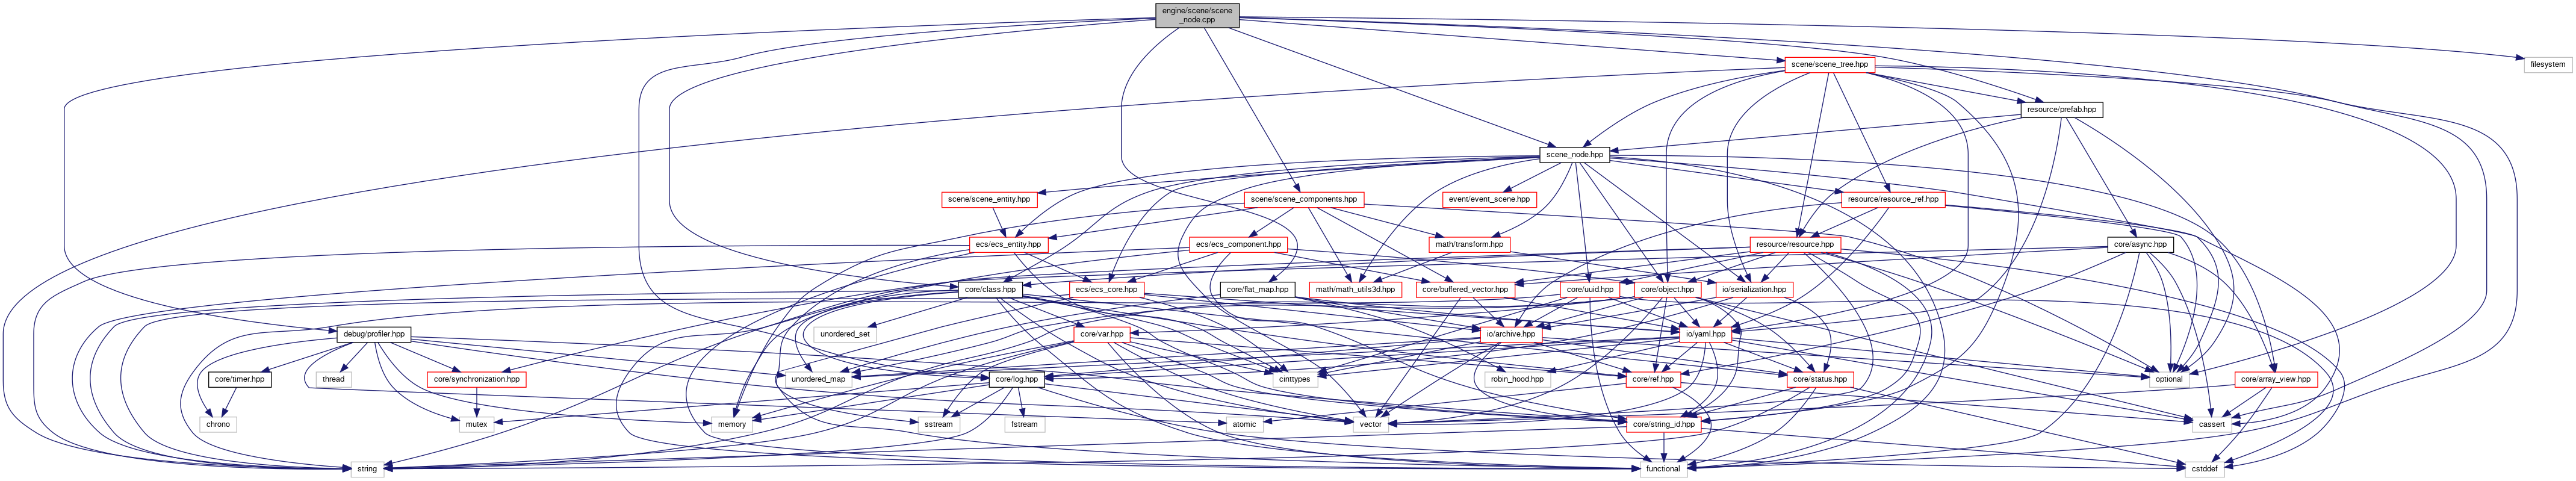 engine/scene/scene
_node.cpp
filesystem
scene/scene_tree.hpp
resource/prefab.hpp
scene_node.hpp
scene/scene_entity.hpp
scene/scene_components.hpp
event/event_scene.hpp
resource/resource_ref.hpp
ecs/ecs_entity.hpp
ecs/ecs_component.hpp
math/transform.hpp
resource/resource.hpp
core/async.hpp
core/class.hpp
ecs/ecs_core.hpp
core/flat_map.hpp
math/math_utils3d.hpp
core/buffered_vector.hpp
core/uuid.hpp
core/object.hpp
io/serialization.hpp
debug/profiler.hpp
unordered_set
core/var.hpp
io/archive.hpp
io/yaml.hpp
core/timer.hpp
thread
core/synchronization.hpp
unordered_map
core/log.hpp
cinttypes
robin_hood.hpp
core/ref.hpp
core/status.hpp
optional
core/array_view.hpp
chrono
mutex
memory
sstream
fstream
atomic
vector
core/string_id.hpp
cassert
string
functional
cstddef